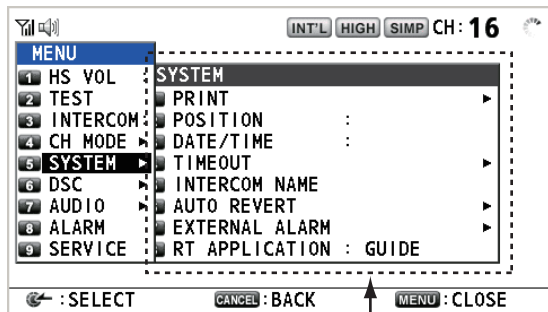 INT'L HIGH SIMP CH: 16
MENU
1 HS VOL :
2 TEST
3 INTERCOM:
4 CH MODE
5 SYSTEM
6 DSC
7 AUDIO
8 ALARM
9 SERVICE
SYSTEM
PRINT
POSITION :
DATE/TIME :
TIMEOUT
INTERCOM NAME
AUTO REVERT
EXTERNAL ALARM
RT APPLICATION : GUIDE
:SELECT CANCEL:BACK MENU:CLOSE